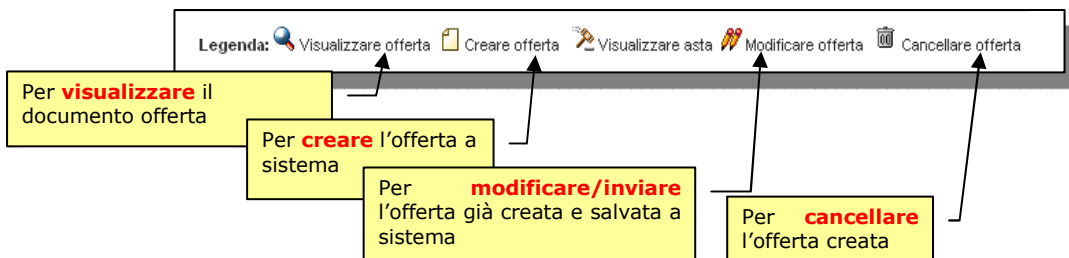 Legenda: Visualizzare offerta Creare offerta Visualizzare asta Modificare offerta Cancellare offerta
Per visualizzare il
documento offerta
Per creare l'offerta a
sistema
Per modificare/inviare
l'offerta già creata e salvata a
sistema
Per cancellare
l'offerta creata